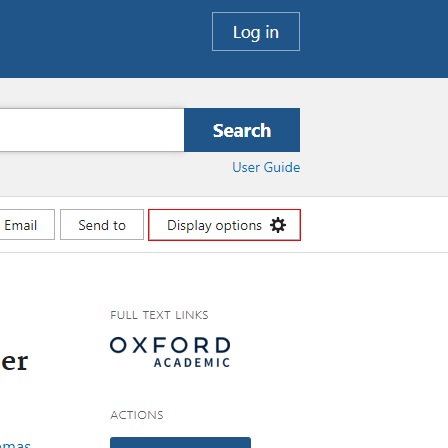 Log in
Search
User Guide
Email Send to Display options
FULL TEXT LINKS
OXFORD
ACADEMIC
er
ACTIONS